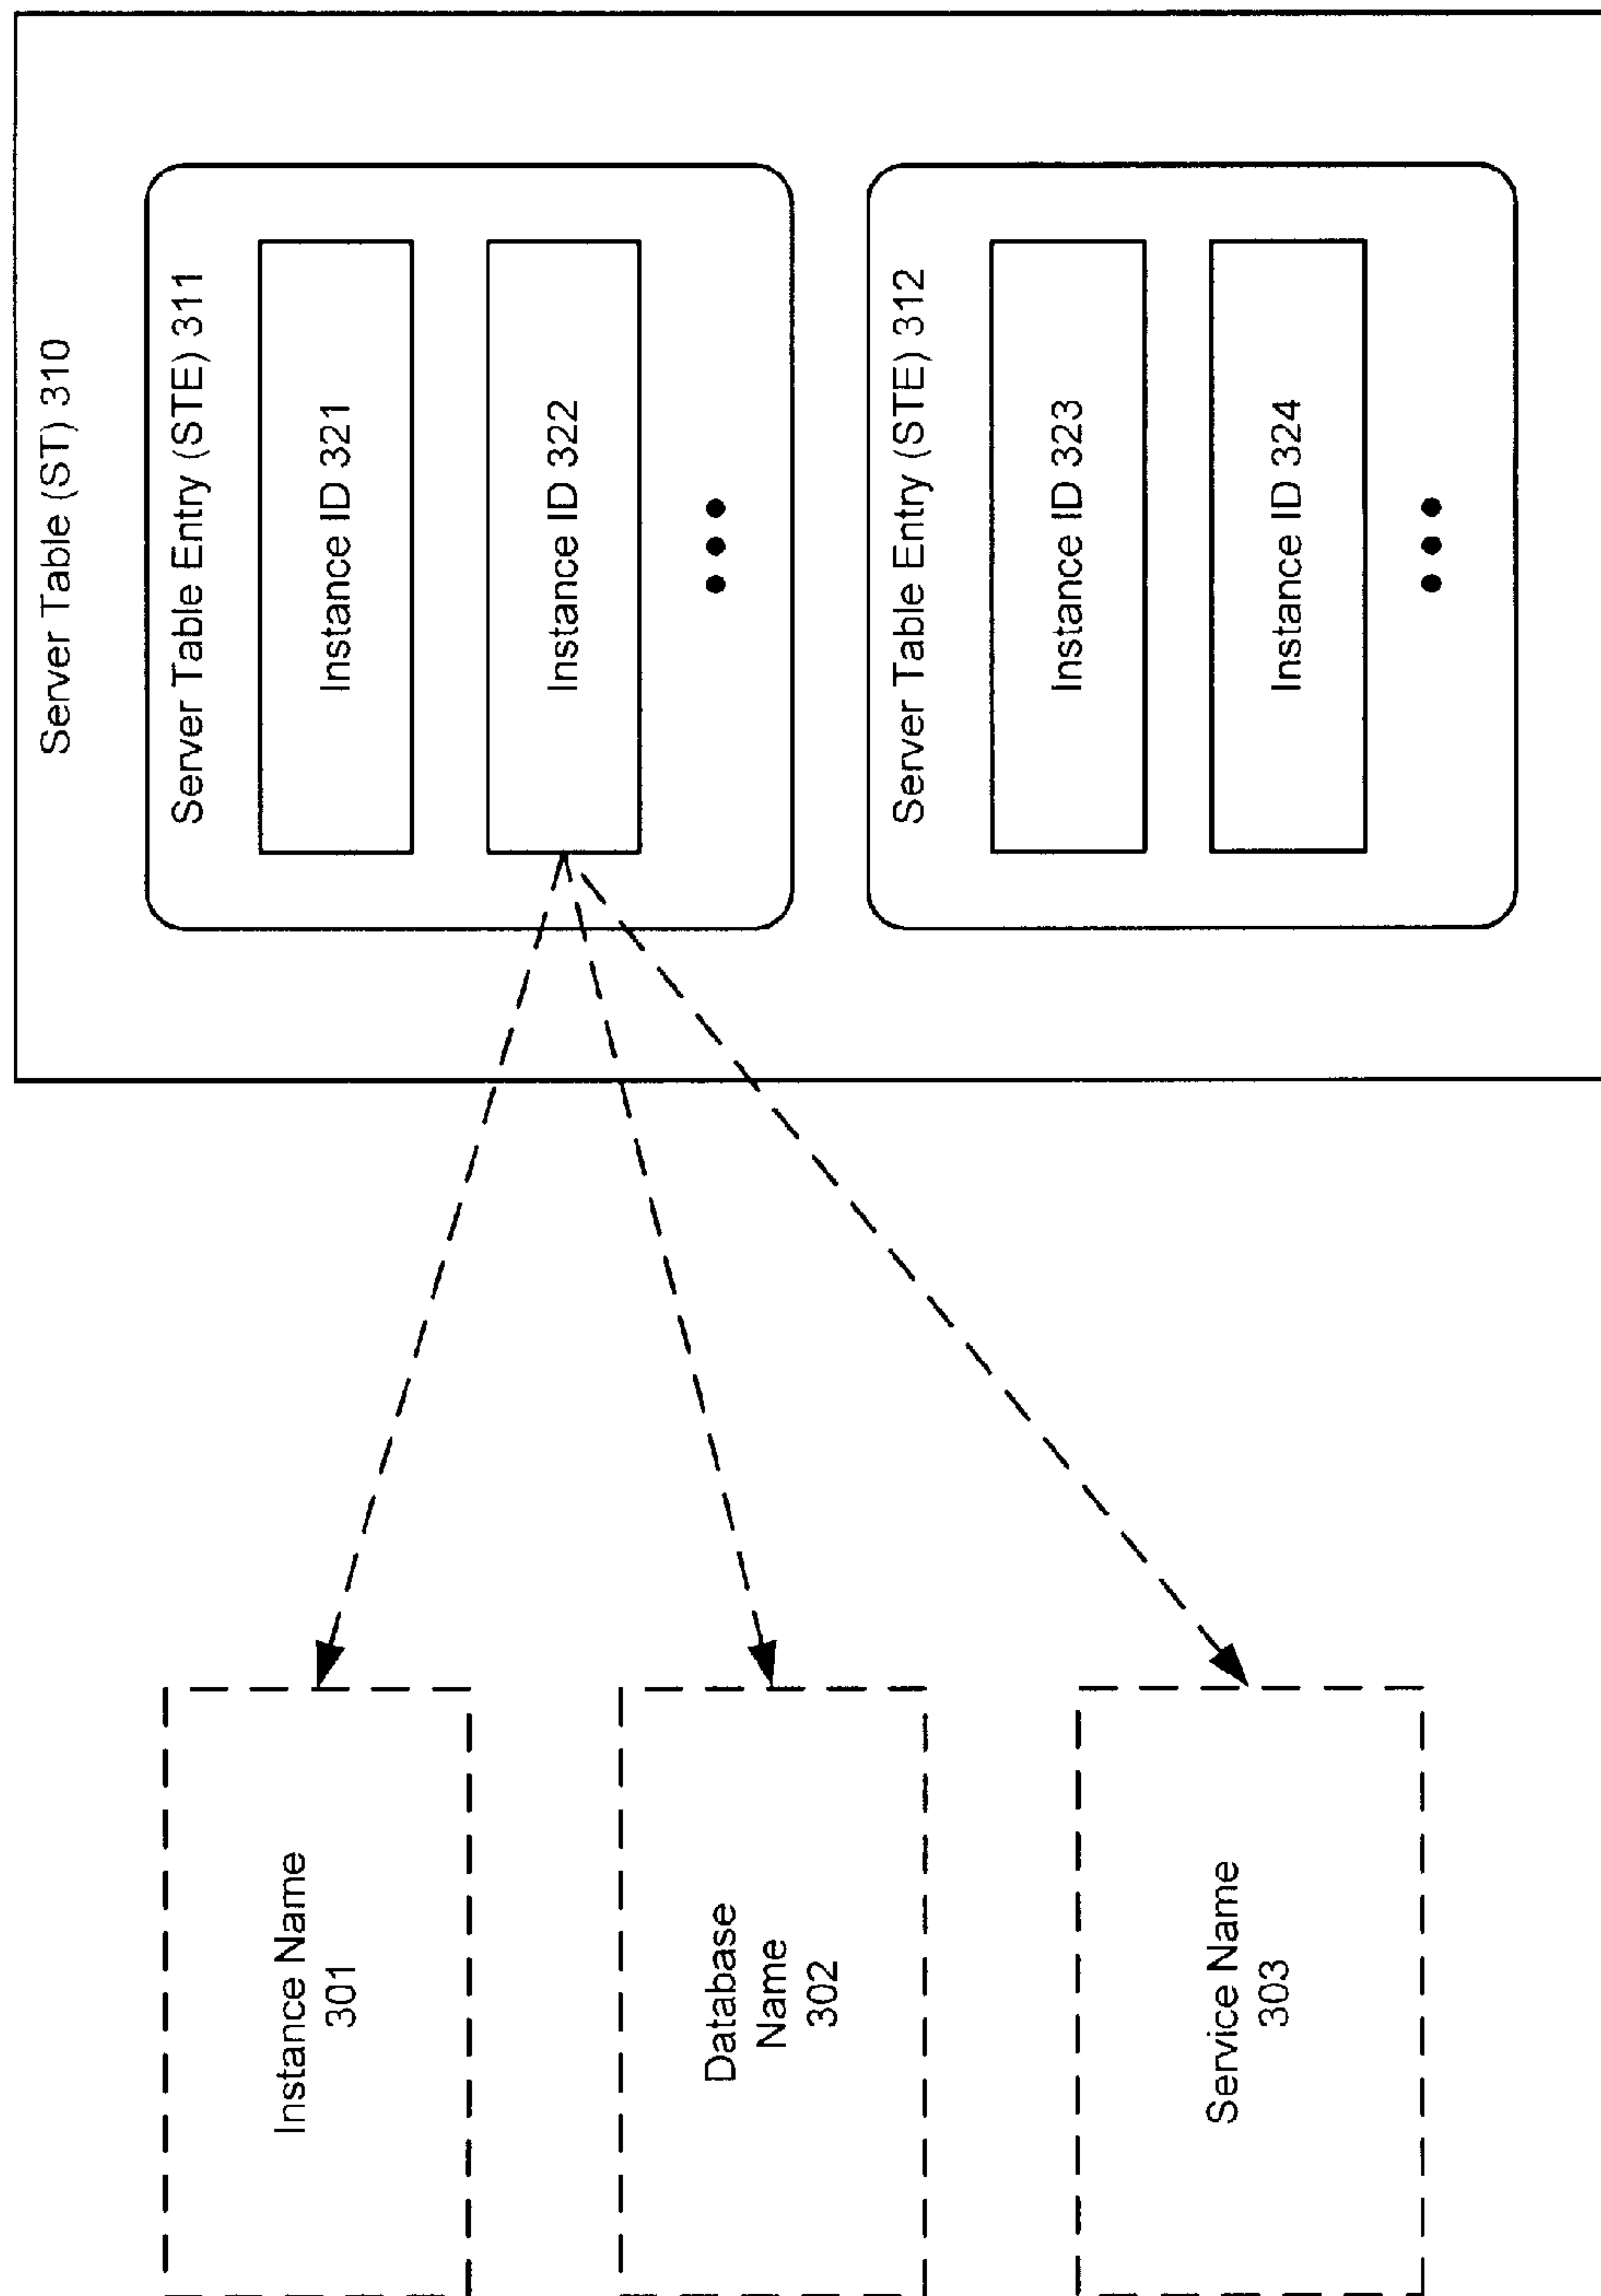 Server Table (ST) 310
Server Table Entry (STE) 311
Instance ID 321
Instance ID 322
Server Table Entry (STE) 312
Instance ID 323
Instance ID 324
Instance Name
301
Database
Name
302
Service Name
303